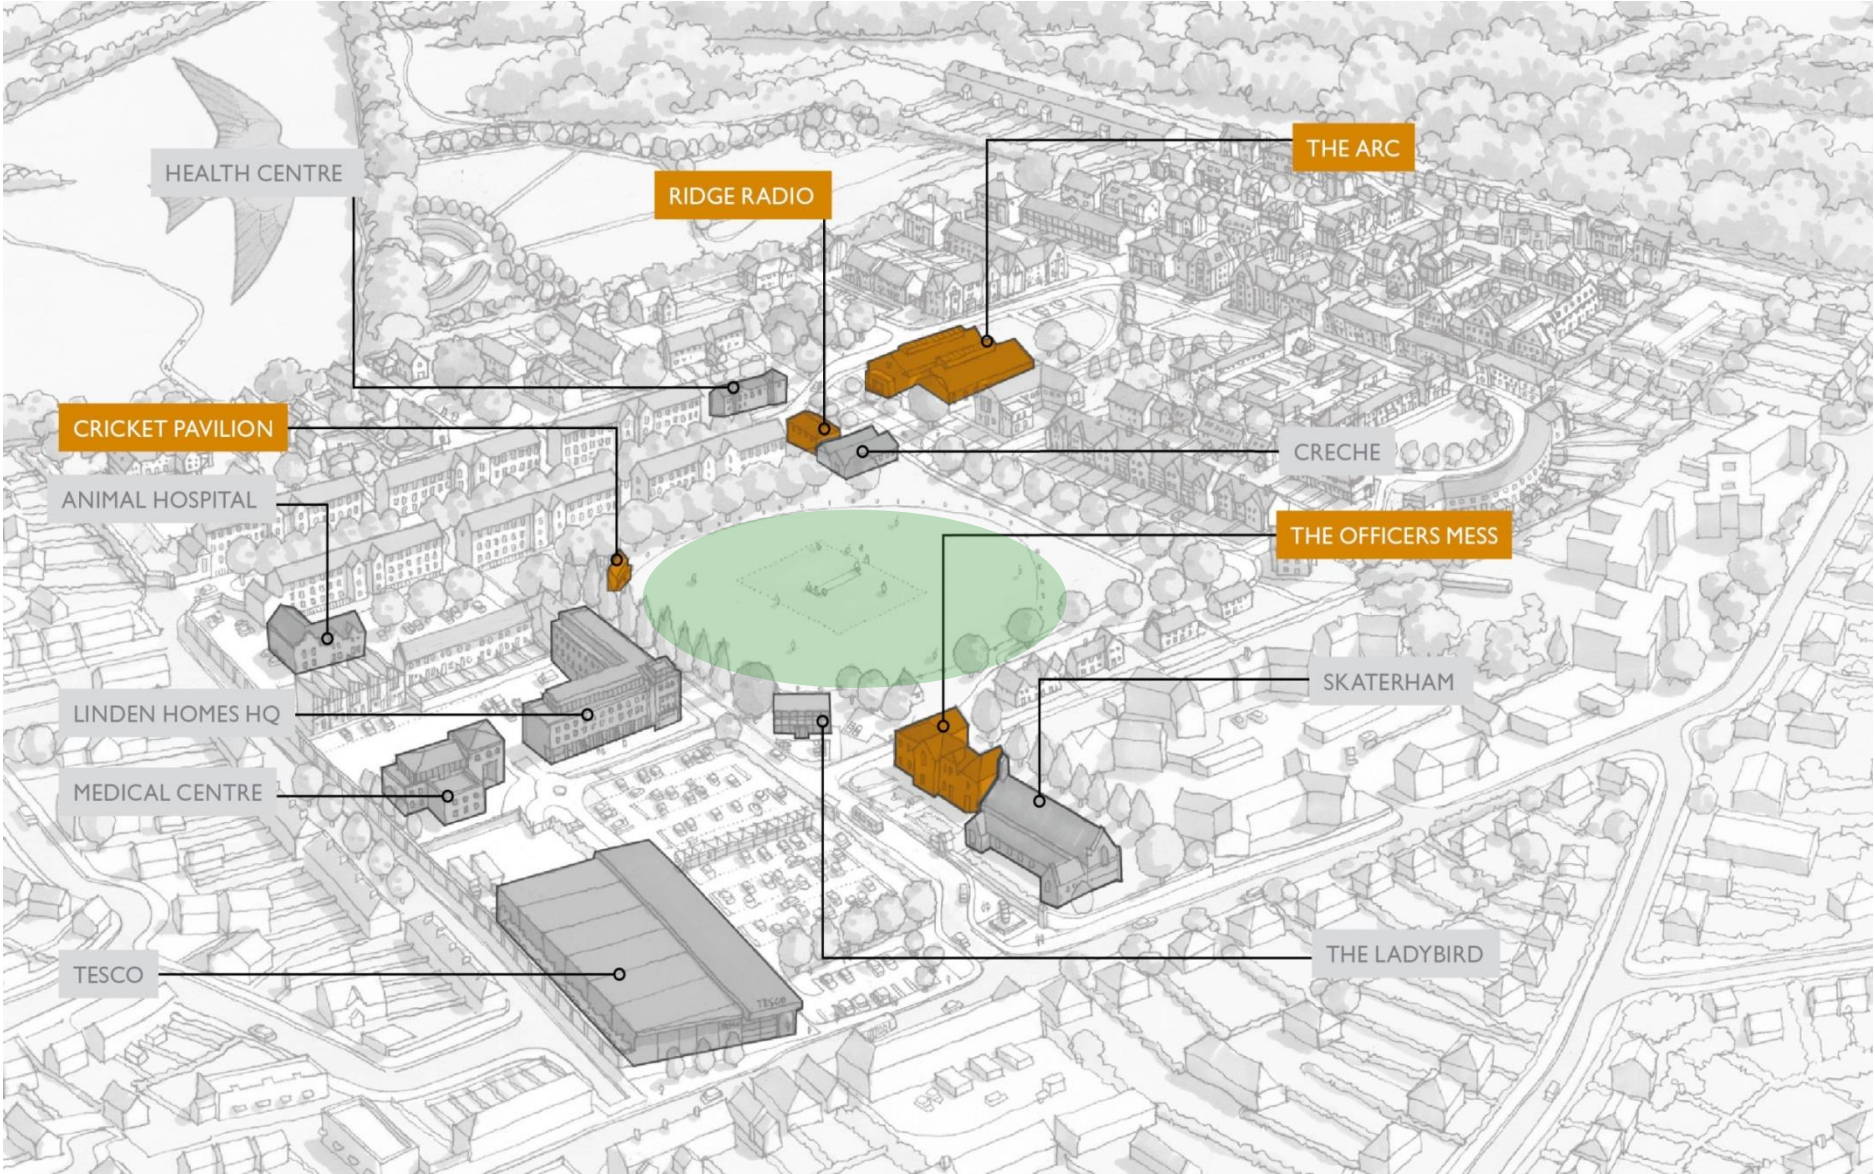 THE ARC
HEALTH CENTRE
RIDGE RADIO
CRICKET PAVILION
CRECHE
ANIMAL HOSPITAL
THE OFFICERS MESS
SKATERHAM
LINDEN HOMES HQ
MEDICAL CENTRE
THE LADYBIRD
TESCO
TESCO